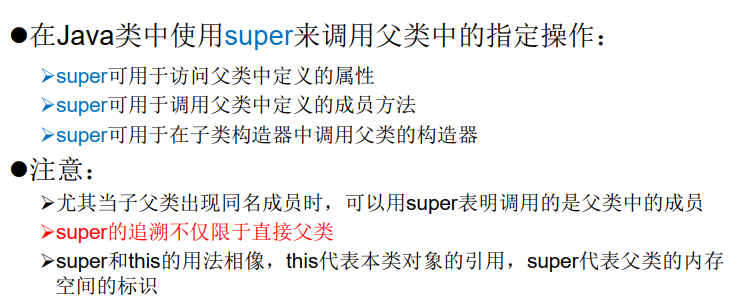 ●在Java类中使用super来调用父类中的指定操作：
➢super可用于访问父类中定义的属性
➢super可用于调用父类中定义的成员方法
➢super可用于在子类构造器中调用父类的构造器
●注意：
➢尤其当子父类出现同名成员时，可以用super表明调用的是父类中的成员
➢super的追溯不仅限于直接父类
➢super和this的用法相像，this代表本类对象的引用，super代表父类的内存
空间的标识